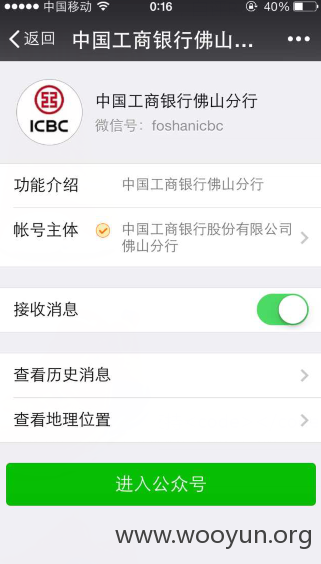 中国移动 0:16 40%
返回 中国工商银行佛山...
ICBC
中国工商银行佛山分行
微信号：foshanicbc
功能介绍 中国工商银行佛山分行
帐号主体 中国工商银行股份有限公司
佛山分行
接收消息
查看历史消息
查看地理位置
进入公众号
www.wooyun.org